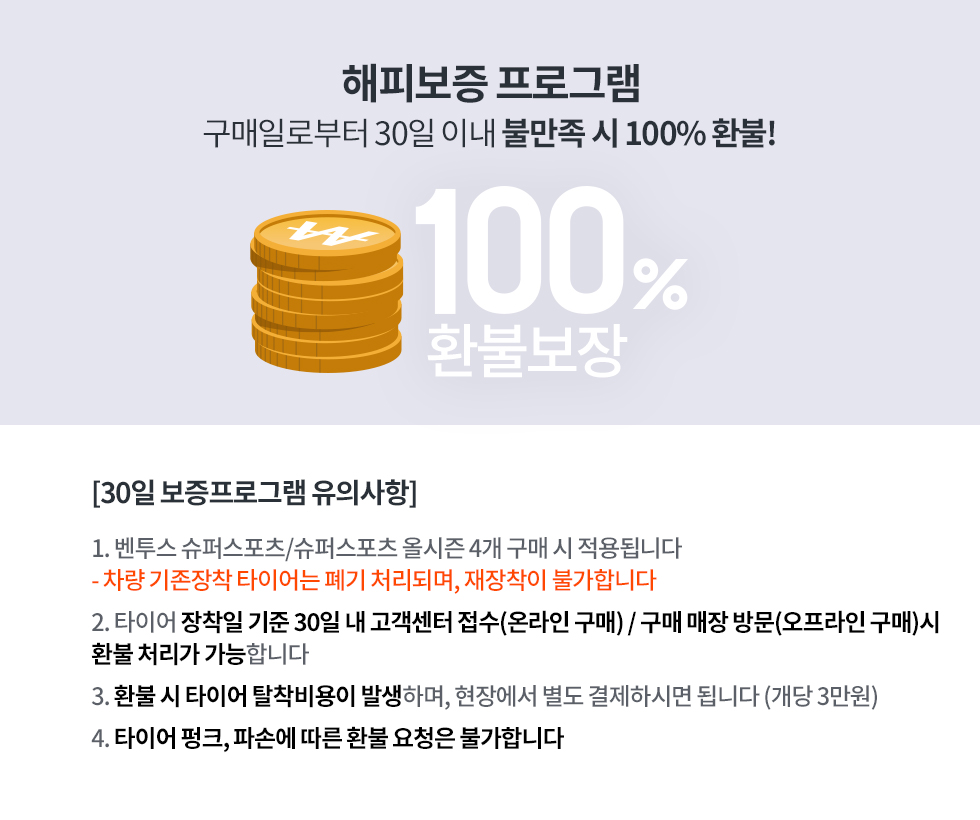 해피보증 프로그램
구매일로부터 30일 이내 불만족 시 100% 환불!
100%
환불보장
[30일 보증프로그램 유의사항]
1. 벤투스 슈퍼스포츠/슈퍼스포츠 올시즌 4개 구매 시 적용됩니다
- 차량 기존장착 타이어는 폐기 처리되며, 재장착이 불가합니다
2. 타이어 장착일 기준 30일 내 고객센터 접수(온라인 구매) / 구매 매장 방문(오프라인 구매)시
환불 처리가 가능합니다
3. 환불 시 타이어 탈착비용이 발생하며, 현장에서 별도 결제하시면 됩니다 (개당 3만원)
4. 타이어 펑크, 파손에 따른 환불 요청은 불가합니다